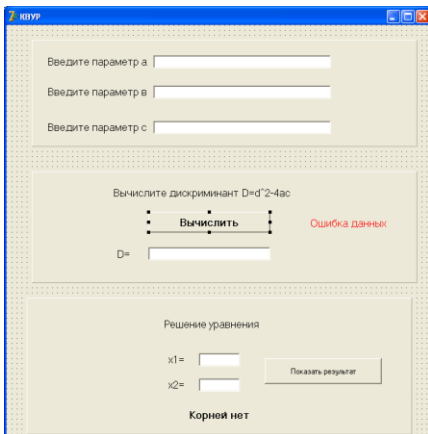 КВУР
Введите параметр а
Введите параметр в
Введите параметр с
Вычислите дискриминант D=d^2-4ac
Вычислить
Ошибка данных
D=
Решение уравнения
x1=
Показать результат
x2=
Корней нет